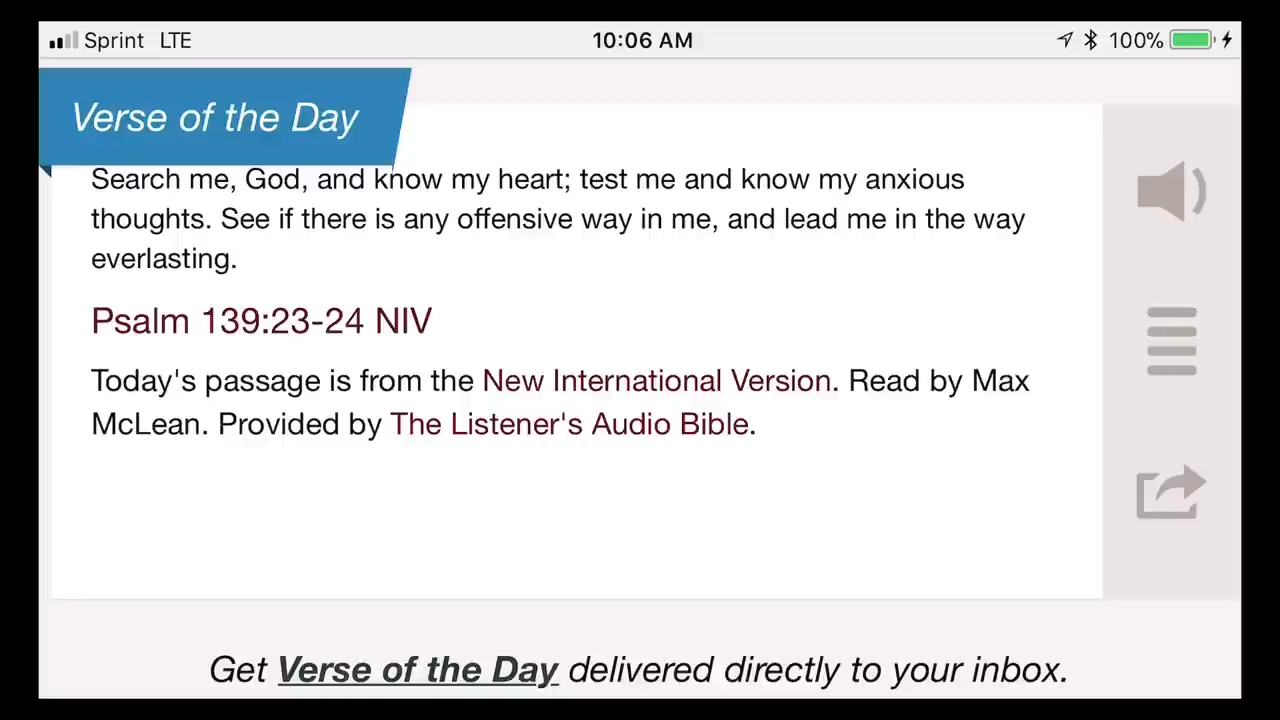 Sprint LTE 10:06 AM 100%
Verse of the Day
Search me, God, and know my heart; test me and know my anxious
thoughts. See if there is any offensive way in me, and lead me in the way
everlasting.
Psalm 139:23-24 NIV
Today's passage is from the New International Version. Read by Max
McLean. Provided by The Listener's Audio Bible.
Get Verse of the Day delivered directly to your inbox.